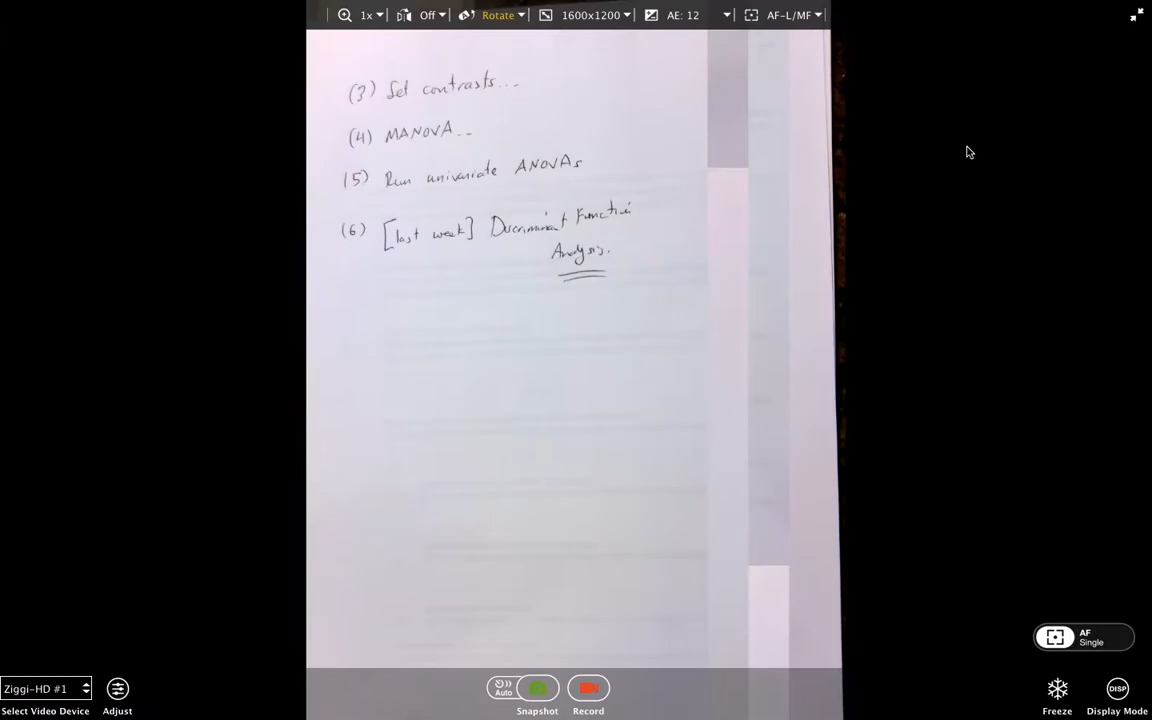 1x
Off
Rotate
1600x1200
AE: 12
AF-L/MF
(3) Set contrasts...
(4) MANOVA..
(5) Run univariate ANOVAs
(6) [last week] Discriminant Function
Analysis.
AF
Single
Ziggi-HD #1
Auto
Select Video Device
Adjust
Snapshot
Record
Freeze
DISP
Display Mode